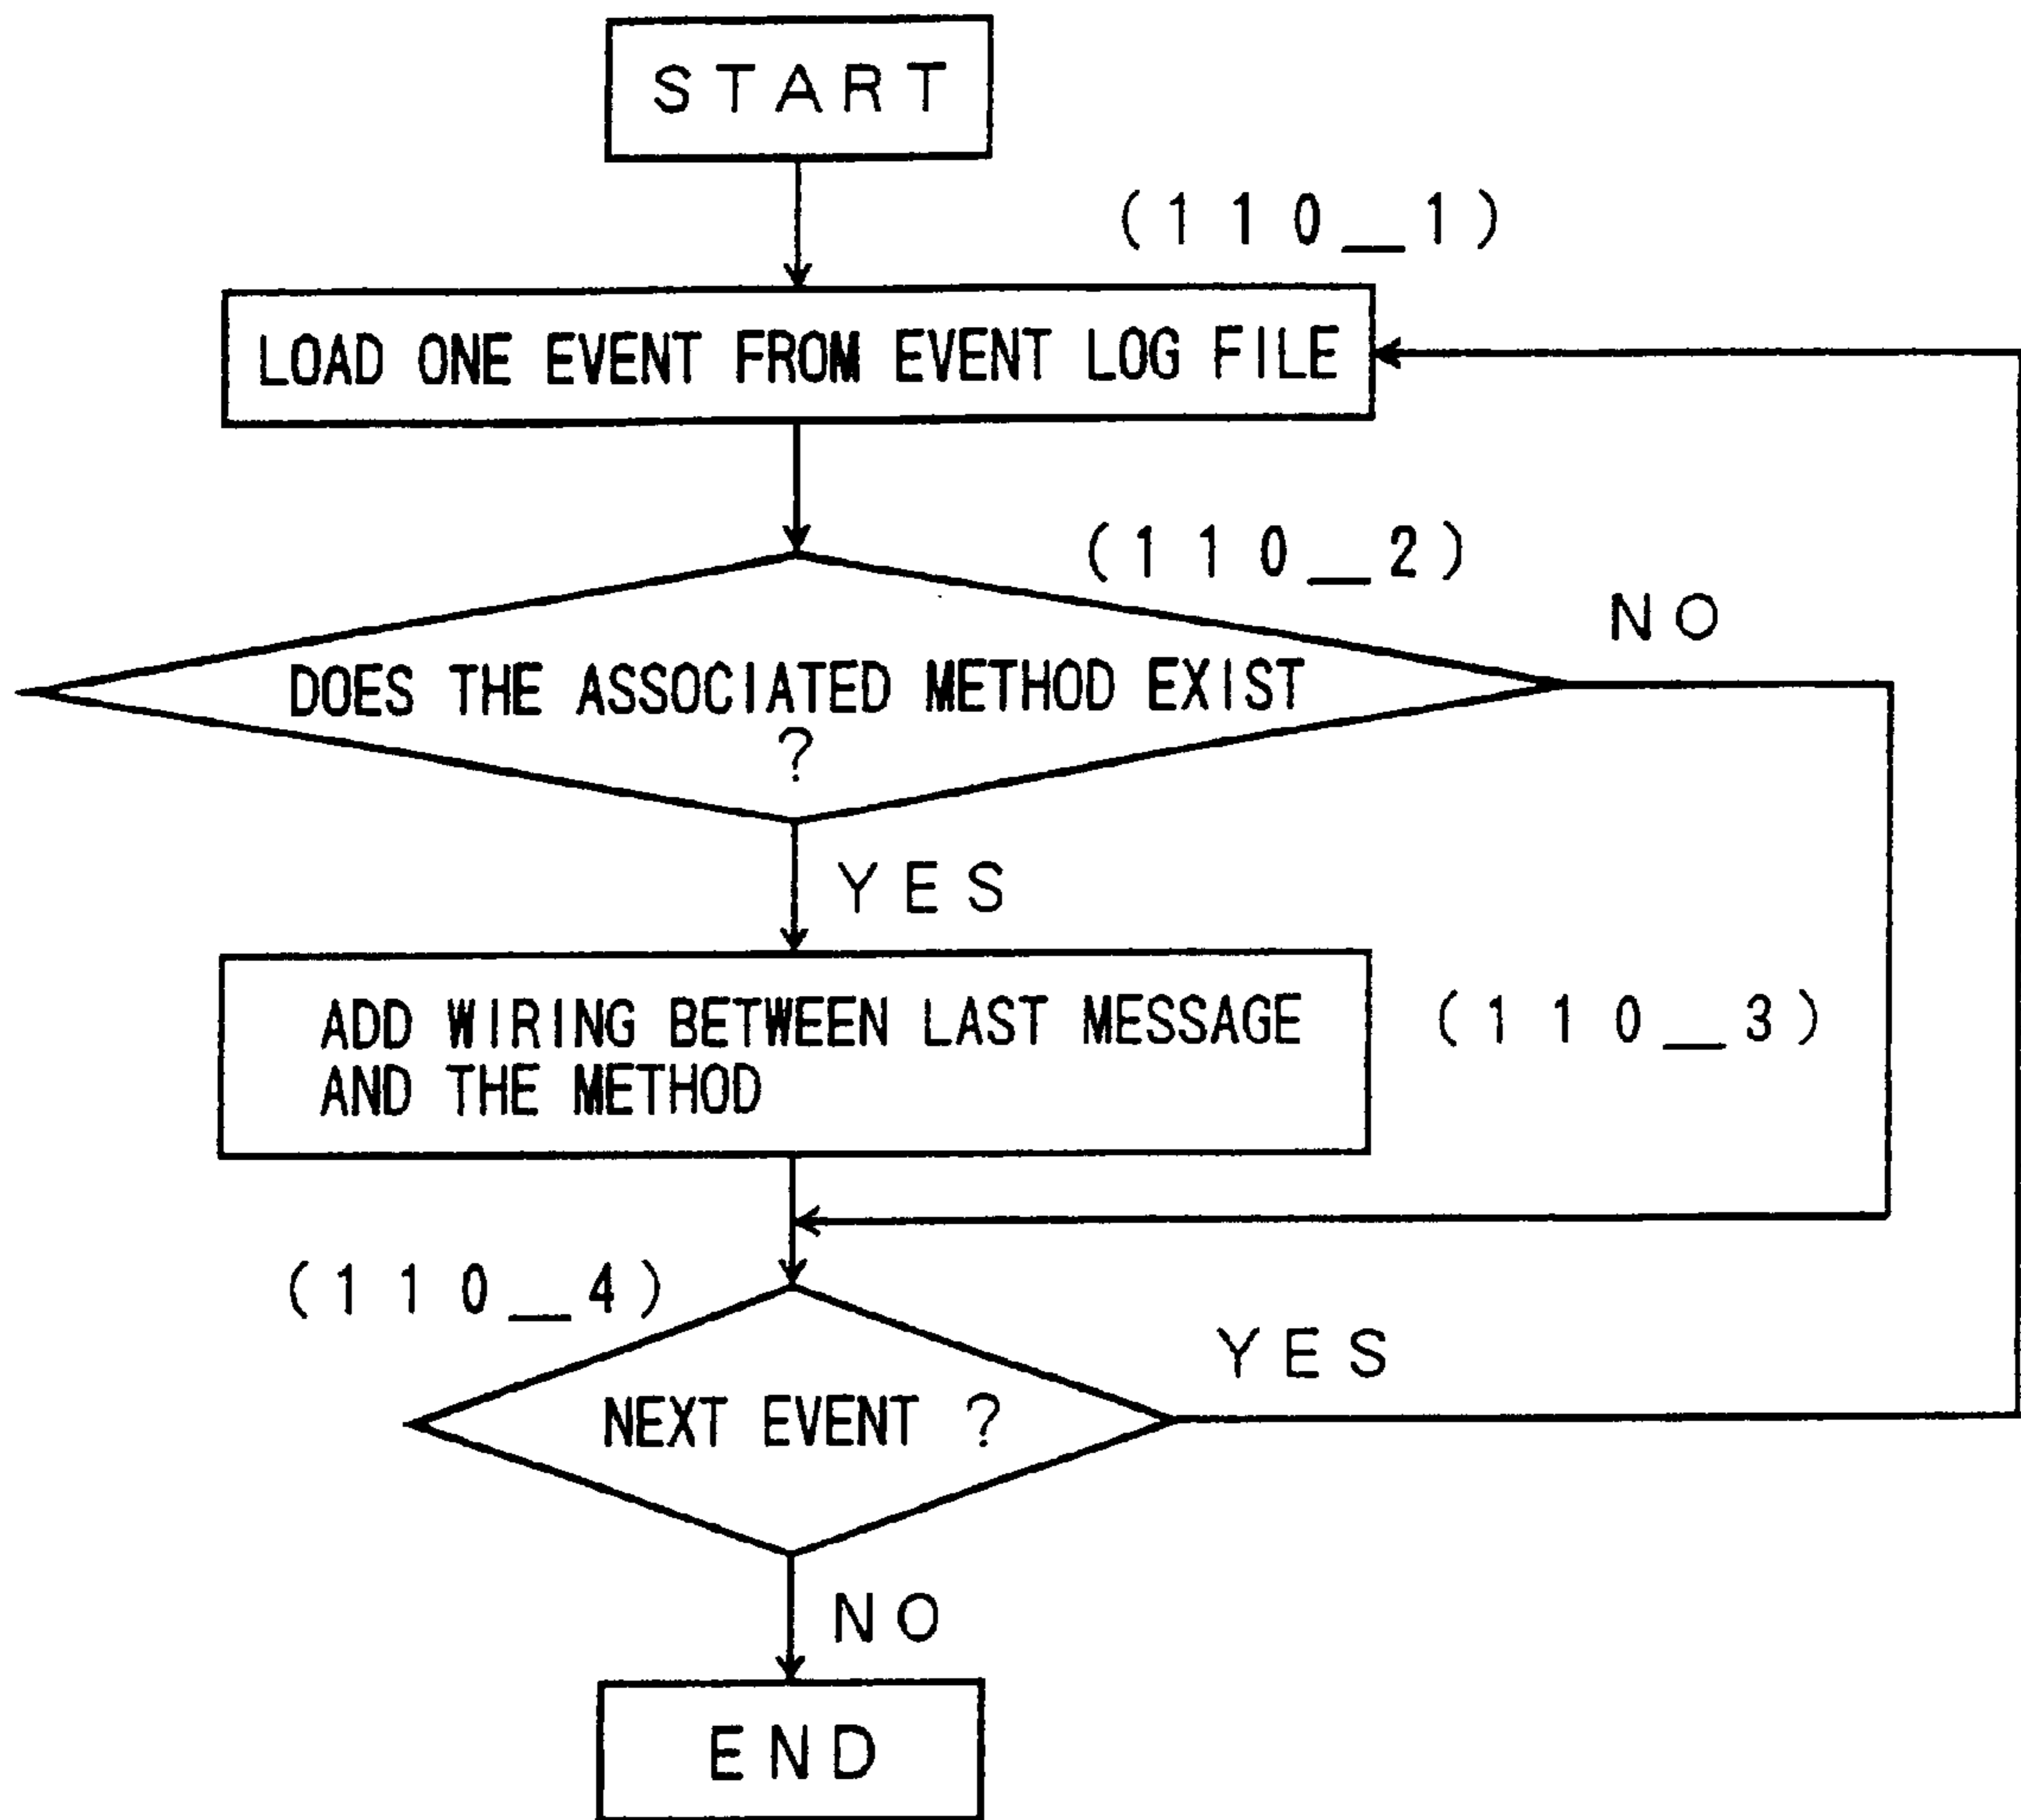 START
(110_1)
LOAD ONE EVENT FROM EVENT LOG FILE
(110_2)
NO
DOES THE ASSOCIATED METHOD EXIST
?
YES
ADD WIRING BETWEEN LAST MESSAGE
AND THE METHOD
(110_3)
(110_4)
YES
NEXT EVENT ?
NO
END